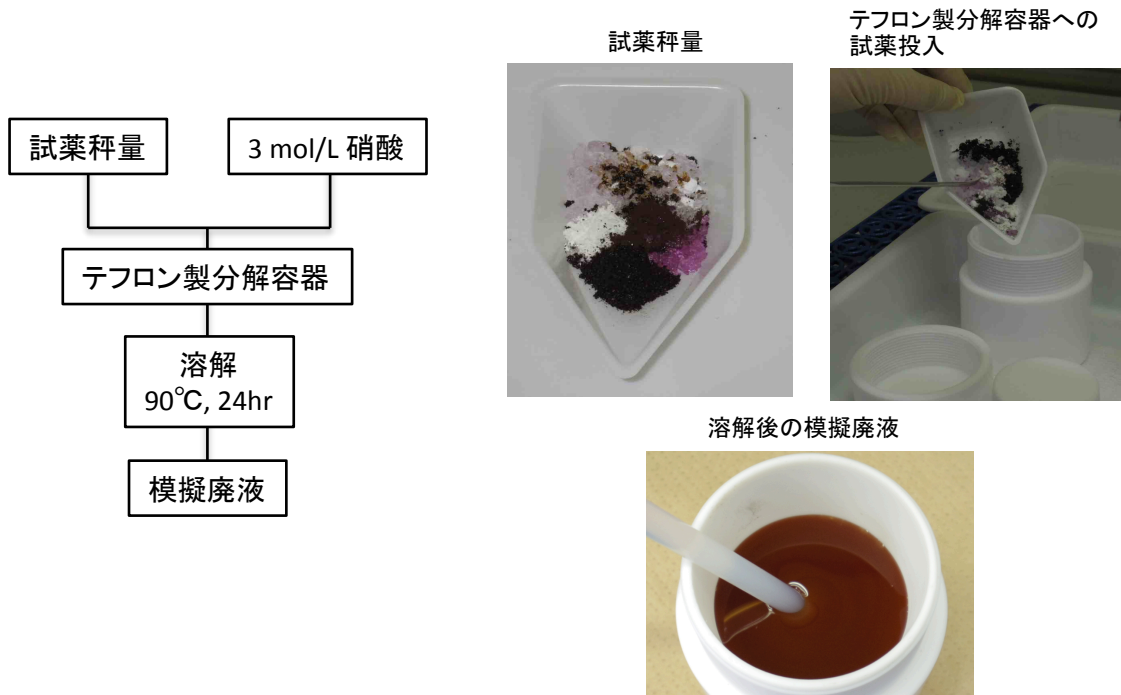 試薬秤量
3 mol/L 硝酸
テフロン製分解容器
溶解
90℃, 24hr
模擬廃液
試薬秤量
テフロン製分解容器への
試薬投入
溶解後の模擬廃液